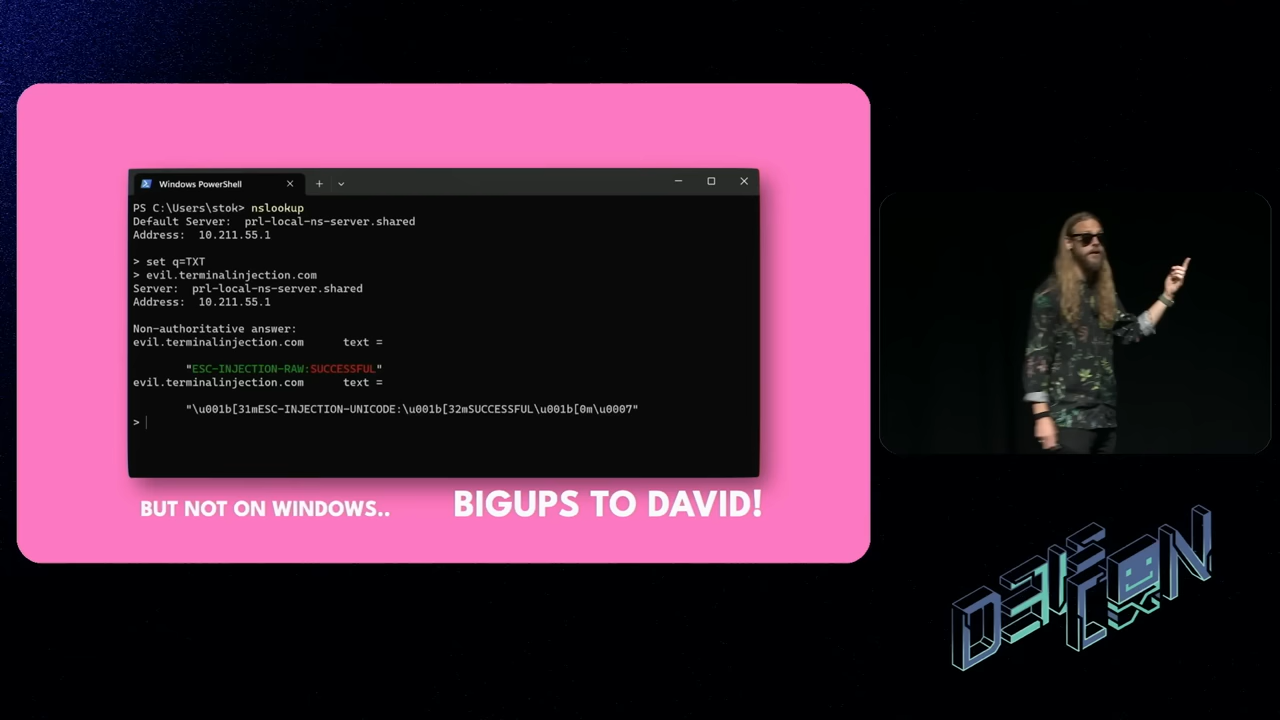 Windows PowerShell
PS C:\Users\stok> nslookup
Default Server:  prl-local-ns-server.shared
Address:  10.211.55.1
> set q=TXT
> evil.terminalinjection.com
Server:  prl-local-ns-server.shared
Address:  10.211.55.1
Non-authoritative answer:
evil.terminalinjection.com      text =
"ESC-INJECTION-RAW:SUCCESSFUL"
evil.terminalinjection.com      text =
"\u001b[31mESC-INJECTION-UNICODE:\u001b[32mSUCCESSFUL\u001b[0m\u0007"
>
BUT NOT ON WINDOWS..
BIGUPS TO DAVID!
DEF CON